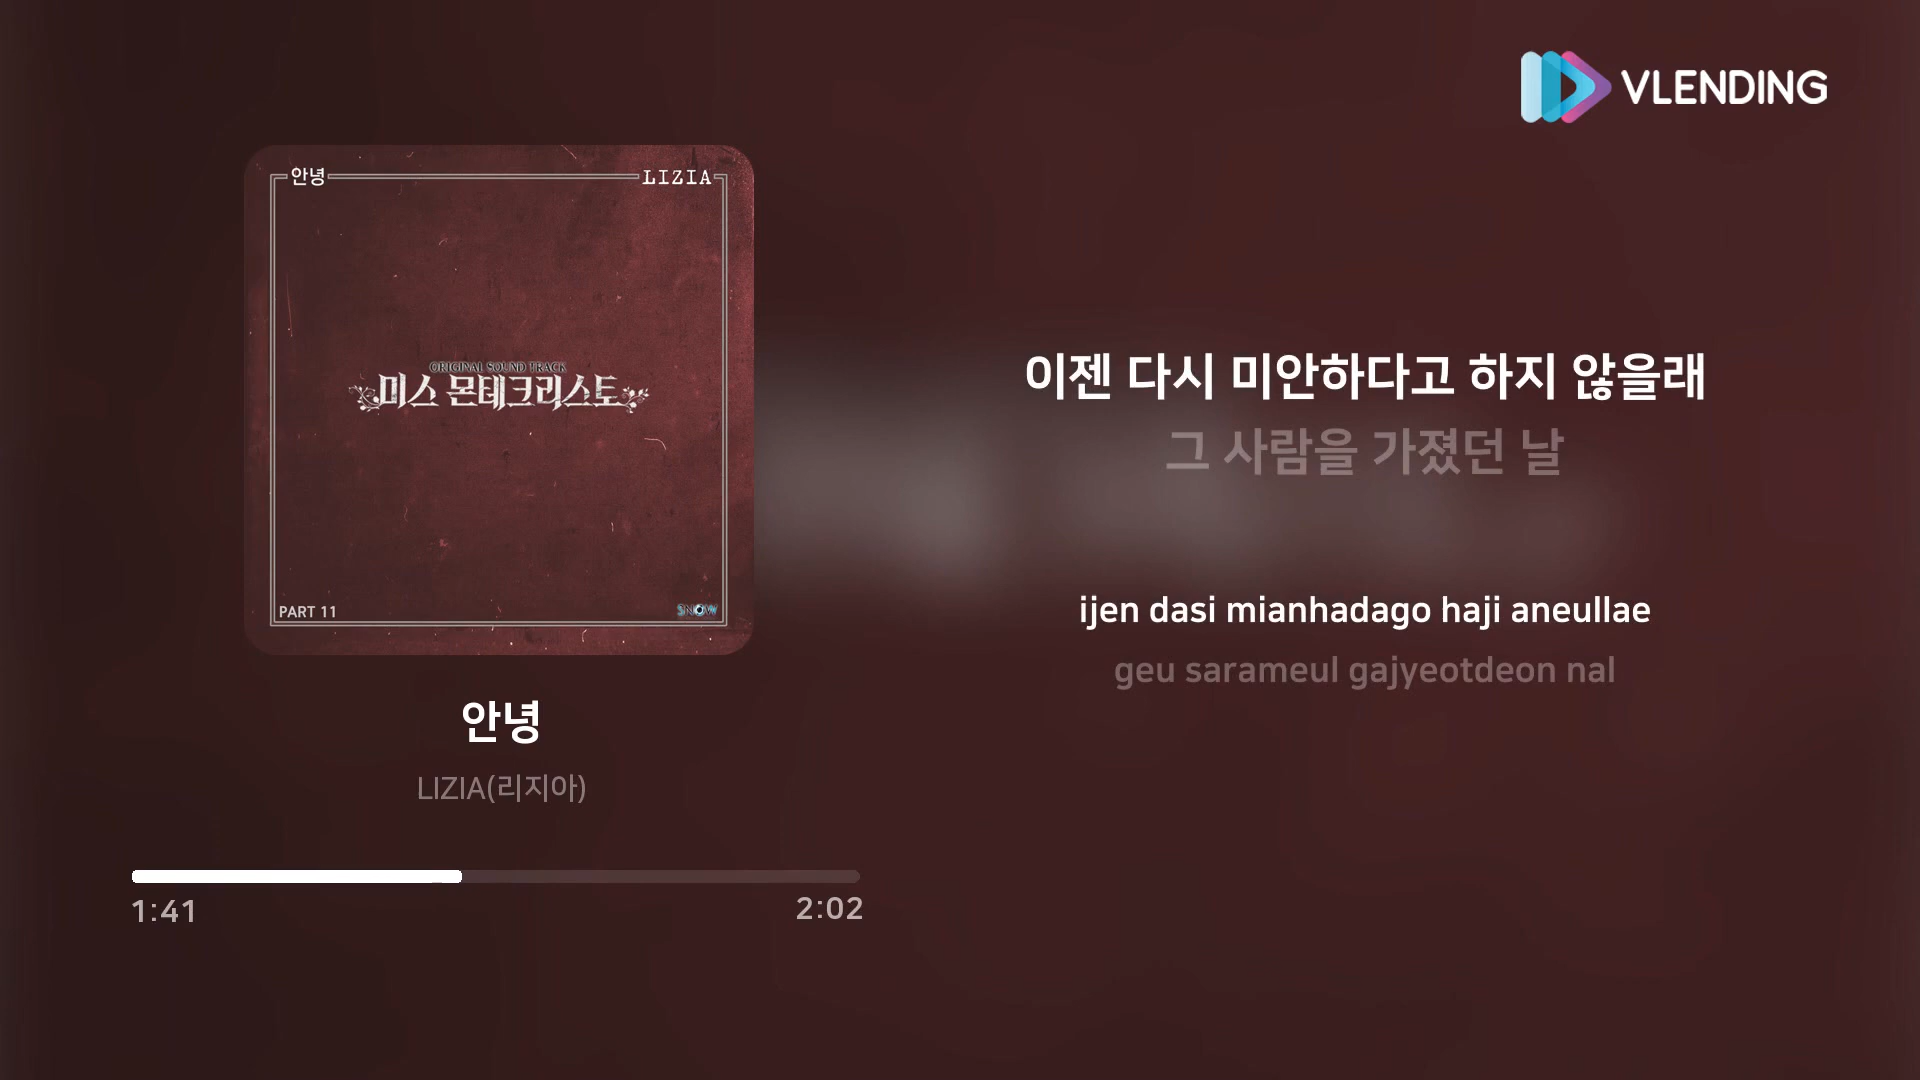 VLENDING
안녕
LIZIA
ORIGINAL SOUND TRACK
미스 몬테크리스토
PART 11
SNOW
안녕
LIZIA(리지아)
1:41
2:02
이젠 다시 미안하다고 하지 않을래
그 사람을 가졌던 날
ijen dasi mianhadago haji aneullae
geu sarameul gajyeotdeon nal